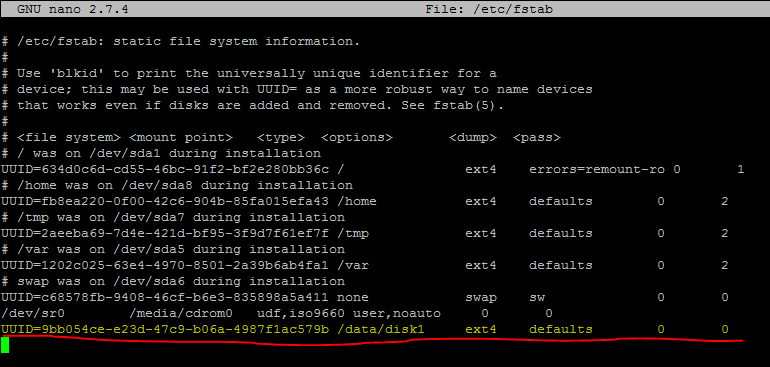 GNU nano 2.7.4 File: /etc/fstab
# /etc/fstab: static file system information.
#
# Use 'blkid' to print the universally unique identifier for a
# device; this may be used with UUID= as a more robust way to name devices
# that works even if disks are added and removed. See fstab(5).
#
# <file system> <mount point>   <type>  <options>       <dump>  <pass>
# / was on /dev/sda1 during installation
UUID=634d0c6d-cd55-46bc-91f2-bf2e280bb36c /               ext4    errors=remount-ro 0       1
# /home was on /dev/sda8 during installation
UUID=fb8ea220-0f00-42c6-904b-85fa015efa43 /home           ext4    defaults        0       2
# /tmp was on /dev/sda7 during installation
UUID=2aeeba69-7d4e-421d-bf95-3f9d7f61ef7f /tmp            ext4    defaults        0       2
# /var was on /dev/sda5 during installation
UUID=1202c025-63e4-4970-8501-2a39b6ab4fa1 /var            ext4    defaults        0       2
# swap was on /dev/sda6 during installation
UUID=c68578fb-9408-46cf-b6e3-835898a5a411 none            swap    sw              0       0
/dev/sr0        /media/cdrom0   udf,iso9660 user,noauto     0       0
UUID=9bb054ce-e23d-47c9-b06a-4987f1ac579b /data/disk1     ext4    defaults        0       0